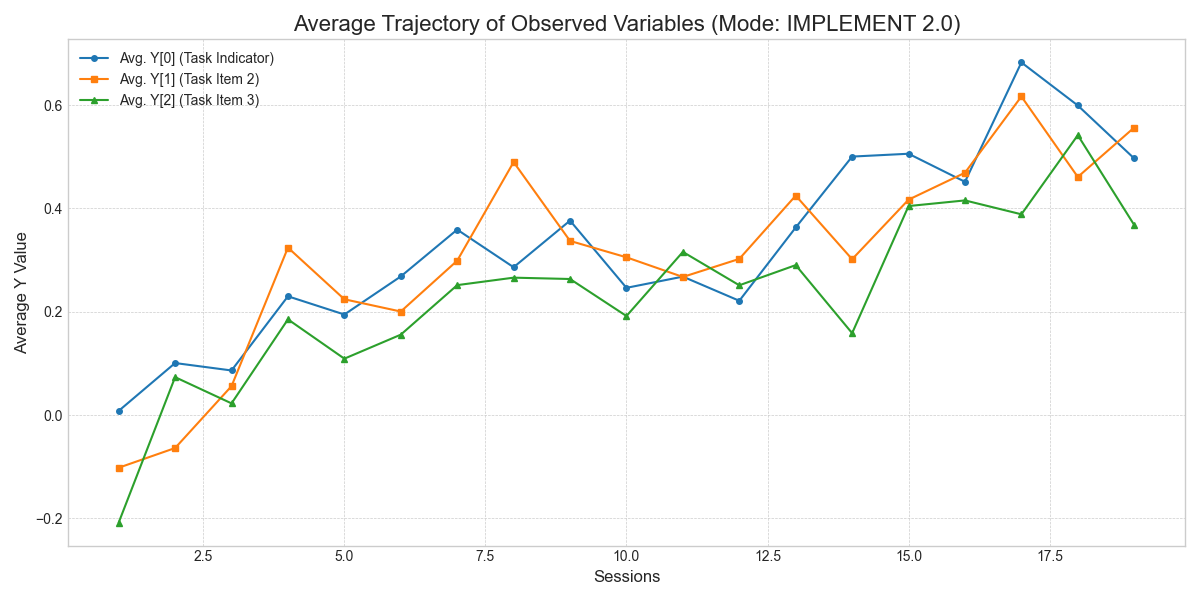 Average Trajectory of Observed Variables (Mode: IMPLEMENT 2.0)
Avg. Y[0] (Task Indicator)
Avg. Y[1] (Task Item 2)
Avg. Y[2] (Task Item 3)
Average Y Value
0.6
0.4
0.2
0.0
−0.2
2.5 5.0 7.5 10.0 12.5 15.0 17.5
Sessions